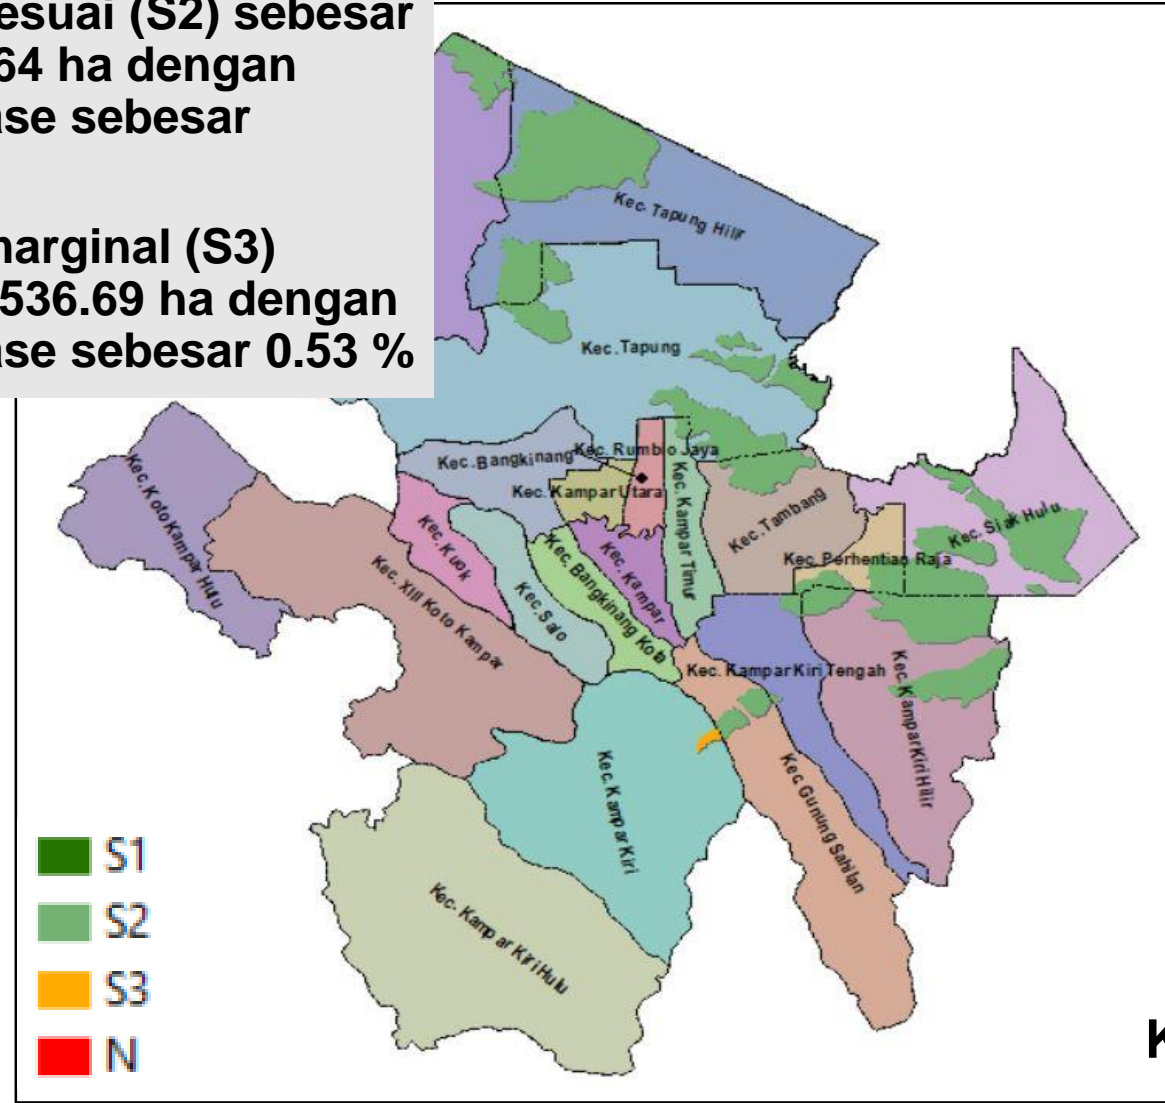 esuai (S2) sebesar
64 ha dengan
ase sebesar
marginal (S3)
536.69 ha dengan
ase sebesar 0.53 %
Kec. Tapung Hilir
Kec. Tapung
Kec. Rumbio Jaya
Kec. Bangkinang
Kec. Kampar Utara
Kec. Koto Kampar Hulu
Kec. Kuok
Kec. XIII Koto Kampar
Kec. Salo
Kec. Bangkinang Kota
Kec. Kampar
Kec. Kampar Timur
Kec. Tambang
Kec. Siak Hulu
Kec. Perhentian Raja
Kec. Kampar Kiri Tengah
Kec. Kampar Kiri Hilir
Kec. Kampar Kiri
Kec. Gunung Sahilan
Kec. Kampar Kiri Hulu
S1
S2
S3
N
K